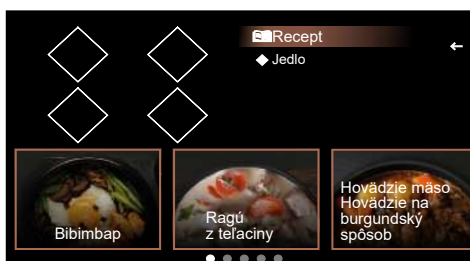 Recept
Jedlo
Bibimbap
Ragú
z teľaciny
Hovädzie mäso
Hovädzie na
burgundský
spôsob